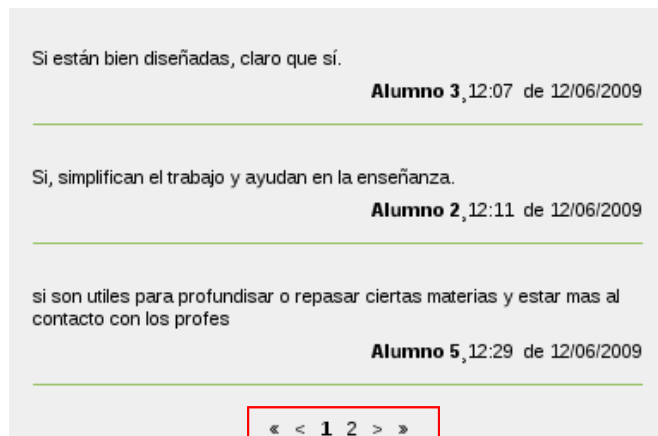 Si están bien diseñadas, claro que sí.
Alumno 3,12:07 de 12/06/2009
Si, simplifican el trabajo y ayudan en la enseñanza.
Alumno 2,12:11 de 12/06/2009
si son utiles para profundisar o repasar ciertas materias y estar mas al
contacto con los profes
Alumno 5,12:29 de 12/06/2009
« < 1 2 > »